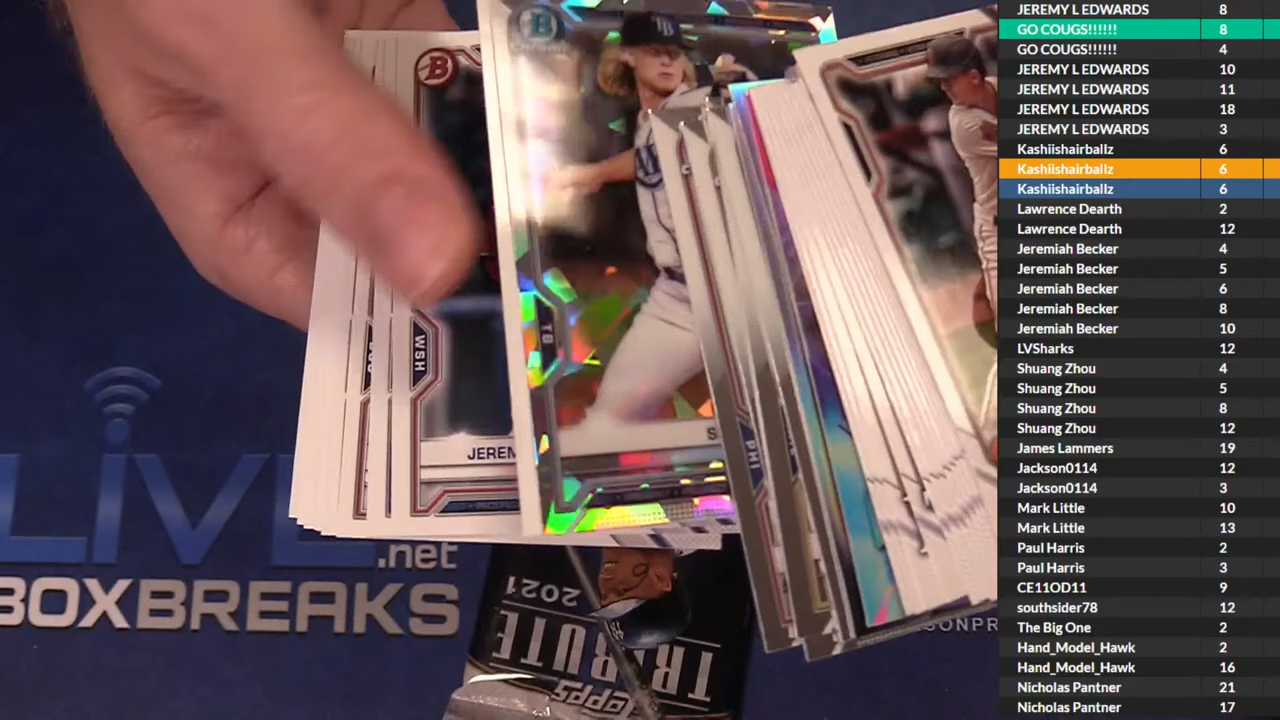 JEREMY L EDWARDS 8
GO COUGS!!!!!! 8
GO COUGS!!!!!! 4
JEREMY L EDWARDS 10
JEREMY L EDWARDS 11
JEREMY L EDWARDS 18
JEREMY L EDWARDS 3
Kashiishairballz 6
Kashiishairballz 6
Kashiishairballz 6
Lawrence Dearth 2
Lawrence Dearth 12
Jeremiah Becker 4
Jeremiah Becker 5
Jeremiah Becker 6
Jeremiah Becker 8
Jeremiah Becker 10
LVSharks 12
Shuang Zhou 4
Shuang Zhou 5
Shuang Zhou 8
Shuang Zhou 12
James Lammers 19
Jackson0114 12
Jackson0114 3
Mark Little 10
Mark Little 13
Paul Harris 2
Paul Harris 3
CE11OD11 9
southsider78 12
The Big One 2
Hand_Model_Hawk 2
Hand_Model_Hawk 16
Nicholas Pantner 21
Nicholas Pantner 17
B
TB
WSH
TB
PHI
JEREM
LiVE
.net
BOXBREAKS
2021
TRIBUTE
Topps